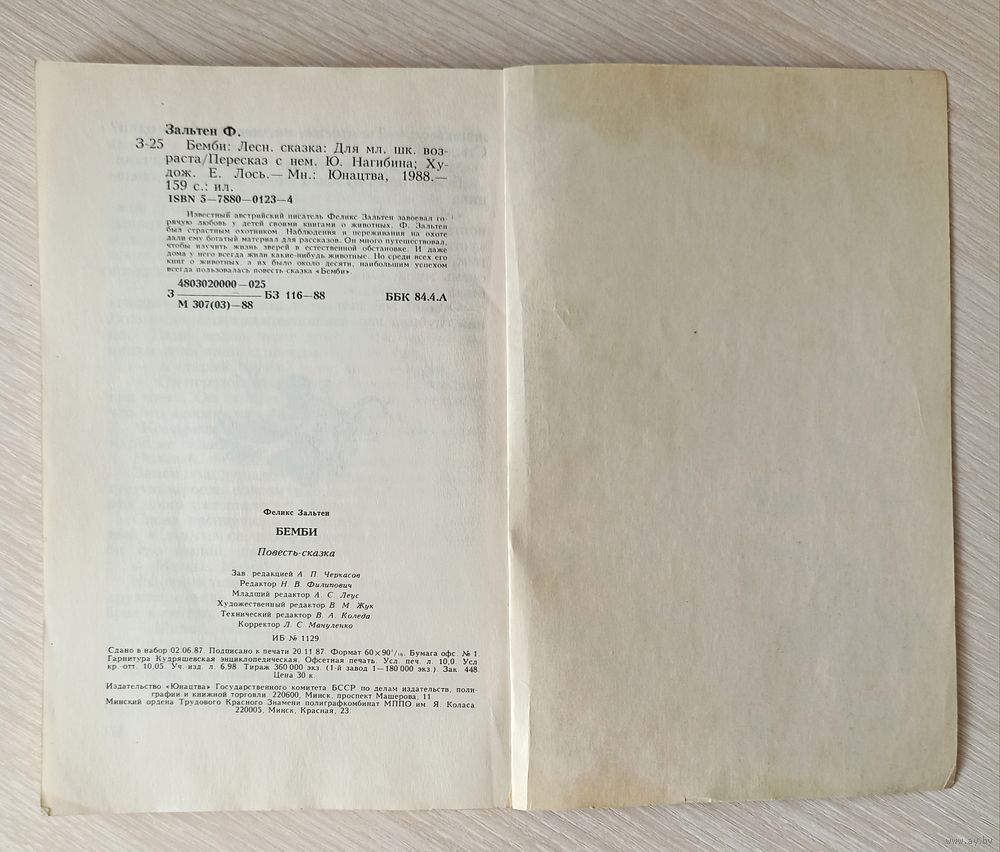 Зальтен Ф.
З-25 Бемби: Лесн. сказка: Для мл. шк. воз-
раста/Пересказ с нем. Ю. Нагибина; Ху-
дож. Е. Лось.— Мн.: Юнацтва, 1988.—
159 с.: ил.
ISBN 5—7880—0123—4
Известный австрийский писатель Феликс Зальтен завоевал го-
рячую любовь у детей своими книгами о животных. Ф. Зальтен
был страстным охотником. Наблюдения и переживания на охоте
дали ему богатый материал для рассказов. Он много путешествовал,
чтобы изучить жизнь зверей в естественной обстановке. И даже
дома у него всегда жили какие-нибудь животные. Но среди всех его
книг о животных, а их было около десяти, наибольшим успехом
всегда пользовалась повесть-сказка «Бемби».
4803020000—025
З БЗ 116—88 ББК 84.4.А
М 307(03)—88
Феликс Зальтен
БЕМБИ
Повесть-сказка
Зав редакцией А. П. Черкасов
Редактор Н. В. Филипович
Младший редактор А. С. Леус
Художественный редактор В. М. Жук
Технический редактор В. А. Коледа
Корректор Л. С. Мануленко
ИБ № 1129
Сдано в набор 02.06.87. Подписано к печати 20.11 87. Формат 60×90¹/₁₆. Бумага офс. № 1.
Гарнитура Кудряшевская энциклопедическая. Офсетная печать. Усл. печ. л. 10,0. Усл
кр.-отт. 10,05. Уч. изд. л. 6,98. Тираж 360 000 экз. (1-й завод 1—180 000 экз.). Зак 448.
Цена 30 к.
Издательство «Юнацтва» Государственного комитета БССР по делам издательств, поли-
графии и книжной торговли. 220600, Минск, проспект Машерова, 11.
Минский ордена Трудового Красного Знамени полиграфкомбинат МППО им. Я. Коласа.
220005, Минск, Красная, 23.
www.ay.by